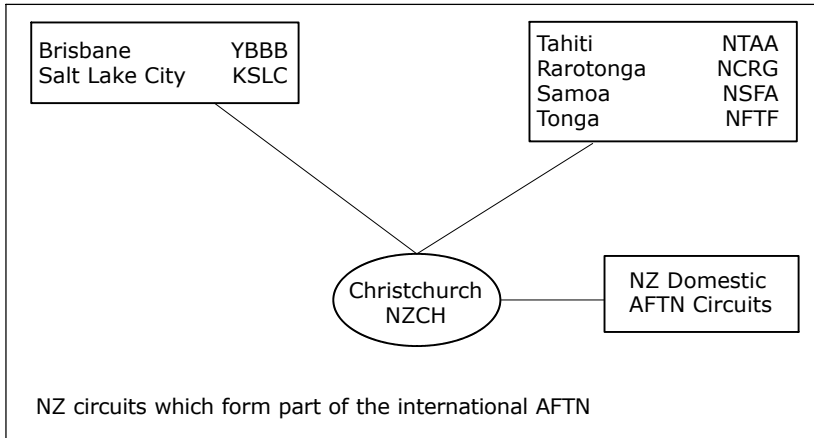 Brisbane YBBB
Salt Lake City KSLC
Tahiti NTAA
Rarotonga NCRG
Samoa NSFA
Tonga NFTF
Christchurch
NZCH
NZ Domestic
AFTN Circuits
NZ circuits which form part of the international AFTN